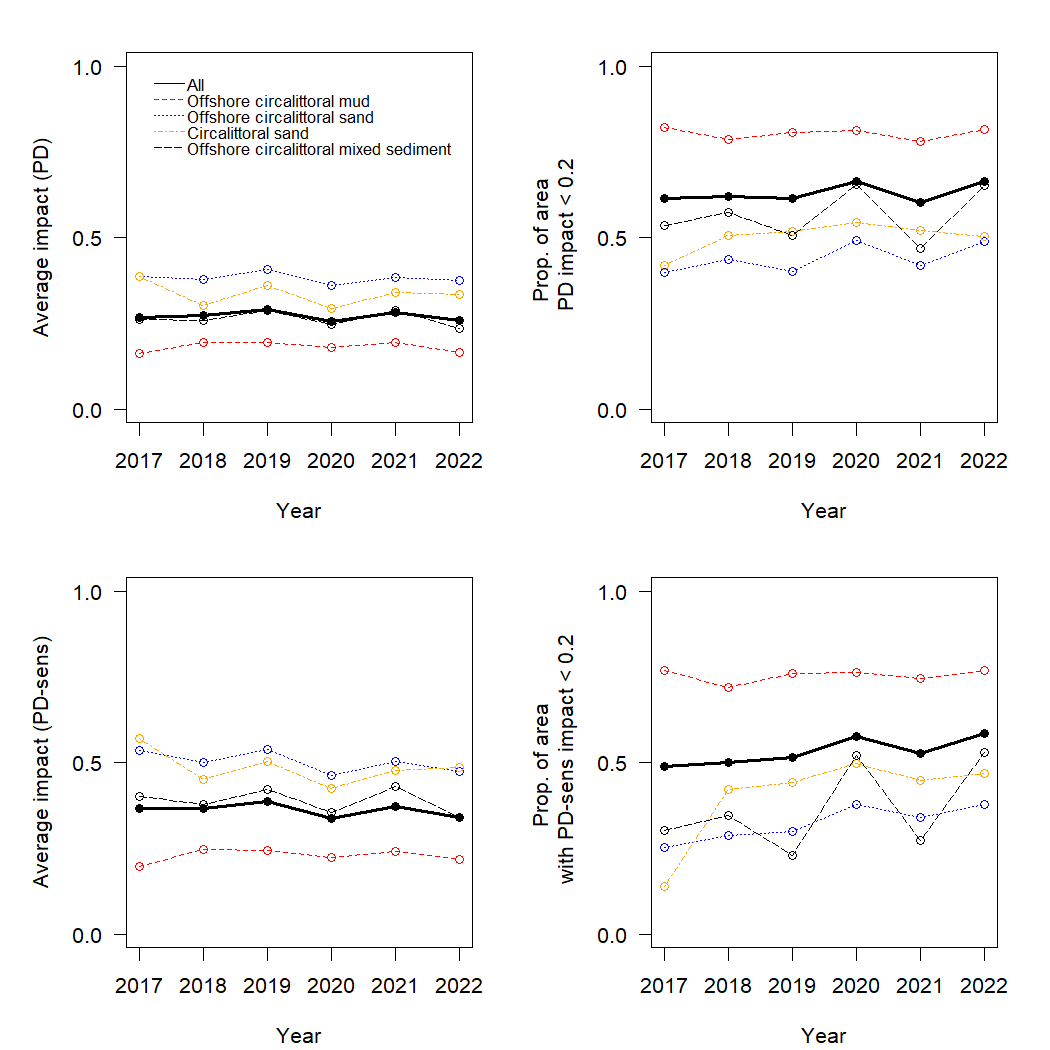 Average impact (PD)
1.0
0.5
0.0
All
Offshore circalittoral mud
Offshore circalittoral sand
Circalittoral sand
Offshore circalittoral mixed sediment
2017 2018 2019 2020 2021 2022
Year
Prop. of area
PD impact < 0.2
1.0
0.5
0.0
2017 2018 2019 2020 2021 2022
Year
Average impact (PD-sens)
1.0
0.5
0.0
2017 2018 2019 2020 2021 2022
Year
Prop. of area
with PD-sens impact < 0.2
1.0
0.5
0.0
2017 2018 2019 2020 2021 2022
Year